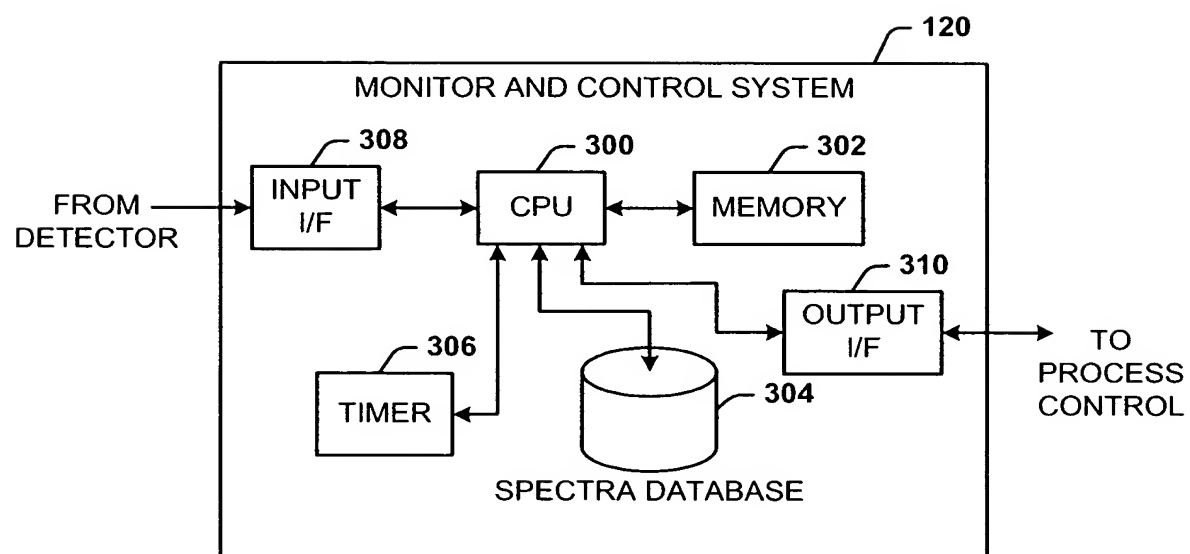 120
MONITOR AND CONTROL SYSTEM
308
300
302
INPUT
I/F
CPU
MEMORY
FROM
DETECTOR
310
OUTPUT
I/F
306
TIMER
304
TO
PROCESS
CONTROL
SPECTRA DATABASE